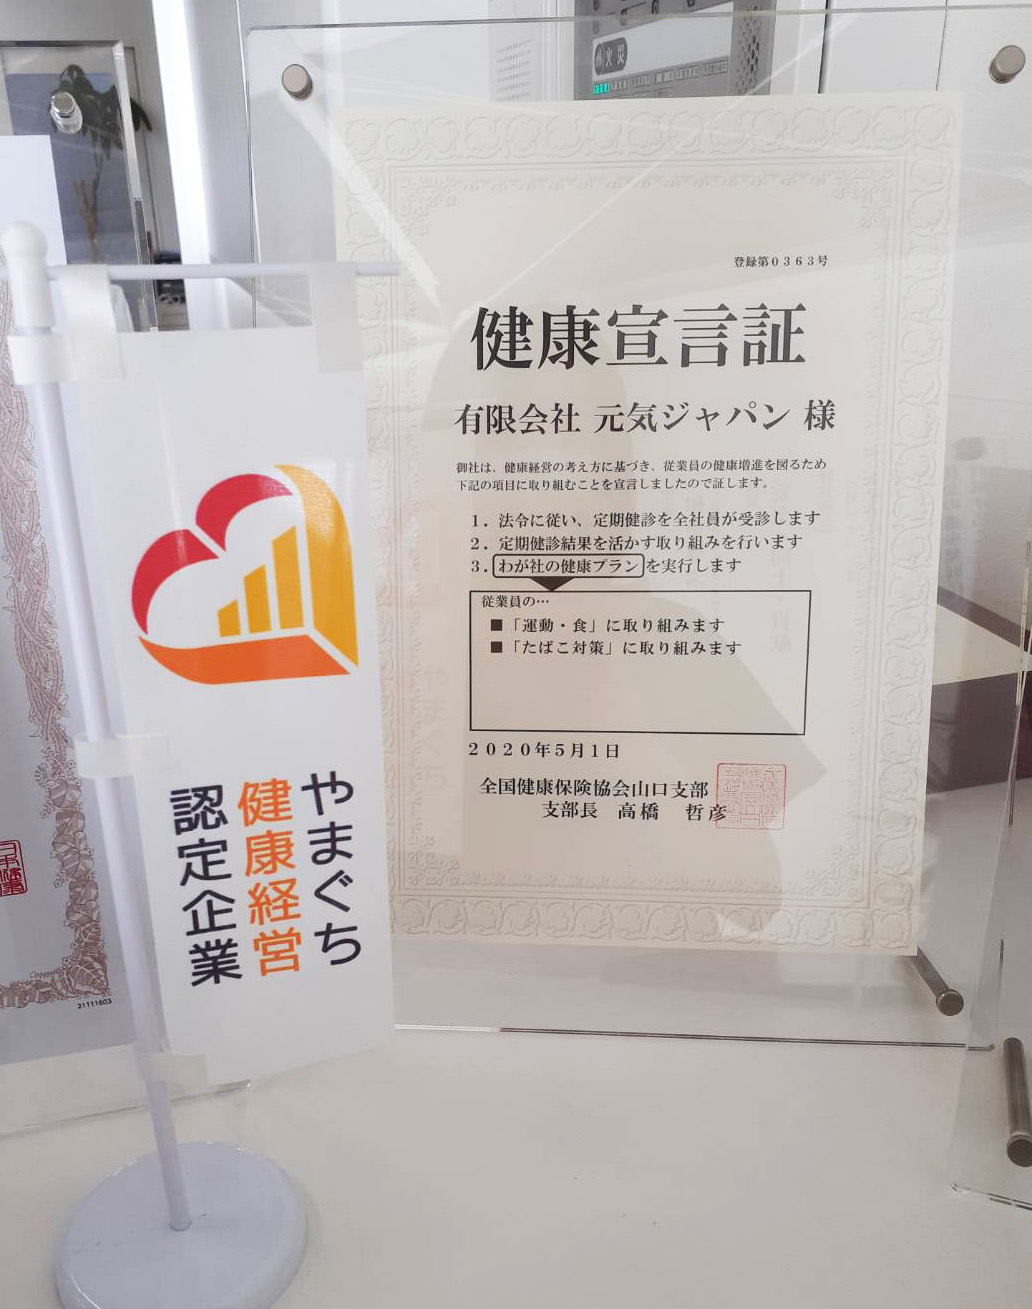 火災
登録第0363号
健康宣言証
有限会社 元気ジャパン 様
御社は、健康経営の考え方に基づき、従業員の健康増進を図るため
下記の項目に取り組むことを宣言しましたので証します。
1．法令に従い、定期健診を全社員が受診します
2．定期健診結果を活かす取り組みを行います
3．わが社の健康プランを実行します
従業員の…
■「運動・食」に取り組みます
■「たばこ対策」に取り組みます
2020年5月1日
全国健康保険協会山口支部
支部長 高橋 哲彦
やまぐち
健康経営
認定企業
21111603